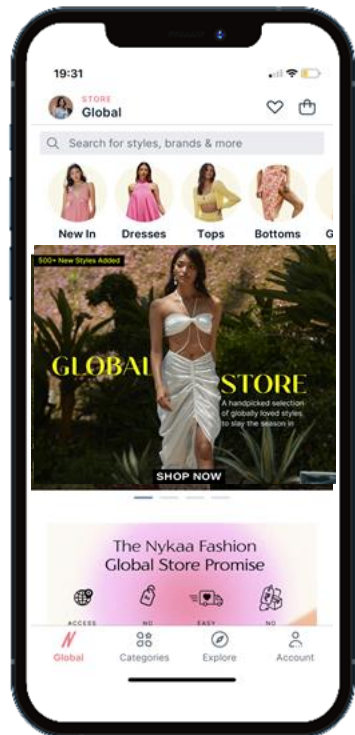 19:31
STORE
Global
Search for styles, brands & more
New In
Dresses
Tops
Bottoms
G
500+ New Styles Added
GLOBAL
STORE
A handpicked selection
of globally loved styles
to slay the season in
SHOP NOW
The Nykaa Fashion
Global Store Promise
ACCESS
NO
EASY
NO
Global
Categories
Explore
Account